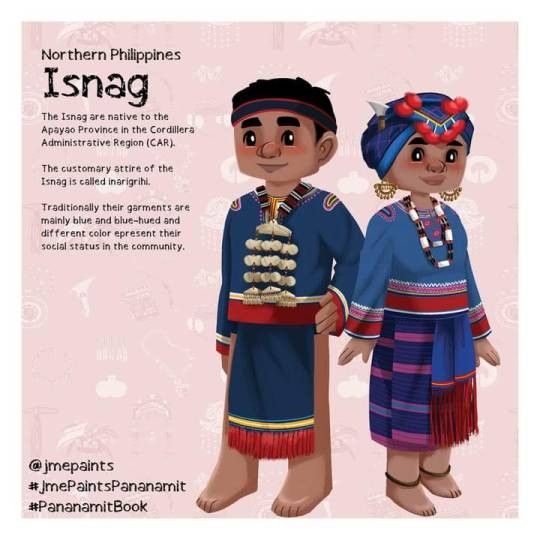 Northern Philippines
Isnag
The Isnag are native to the
Apayao Province in the Cordillera
Administrative Region (CAR).
The customary attire of the
Isnag is called inarigrihi.
Traditionally their garments are
mainly blue and blue-hued and
different color epresent their
social status in the community.
@jmepaints
#JmePaintsPananamit
#PananamitBook